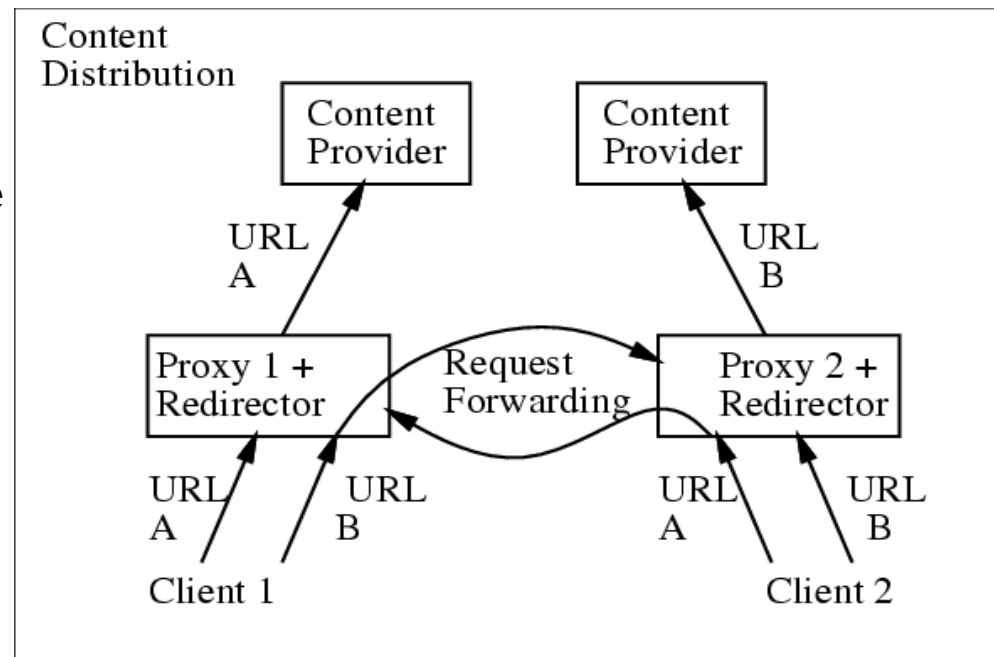 Content
Distribution
Content
Provider
Content
Provider
e
URL
A
URL
B
Proxy 1 +
Redirector
Request
Forwarding
Proxy 2 +
Redirector
URL
A
URL
B
URL
A
URL
B
Client 1
Client 2